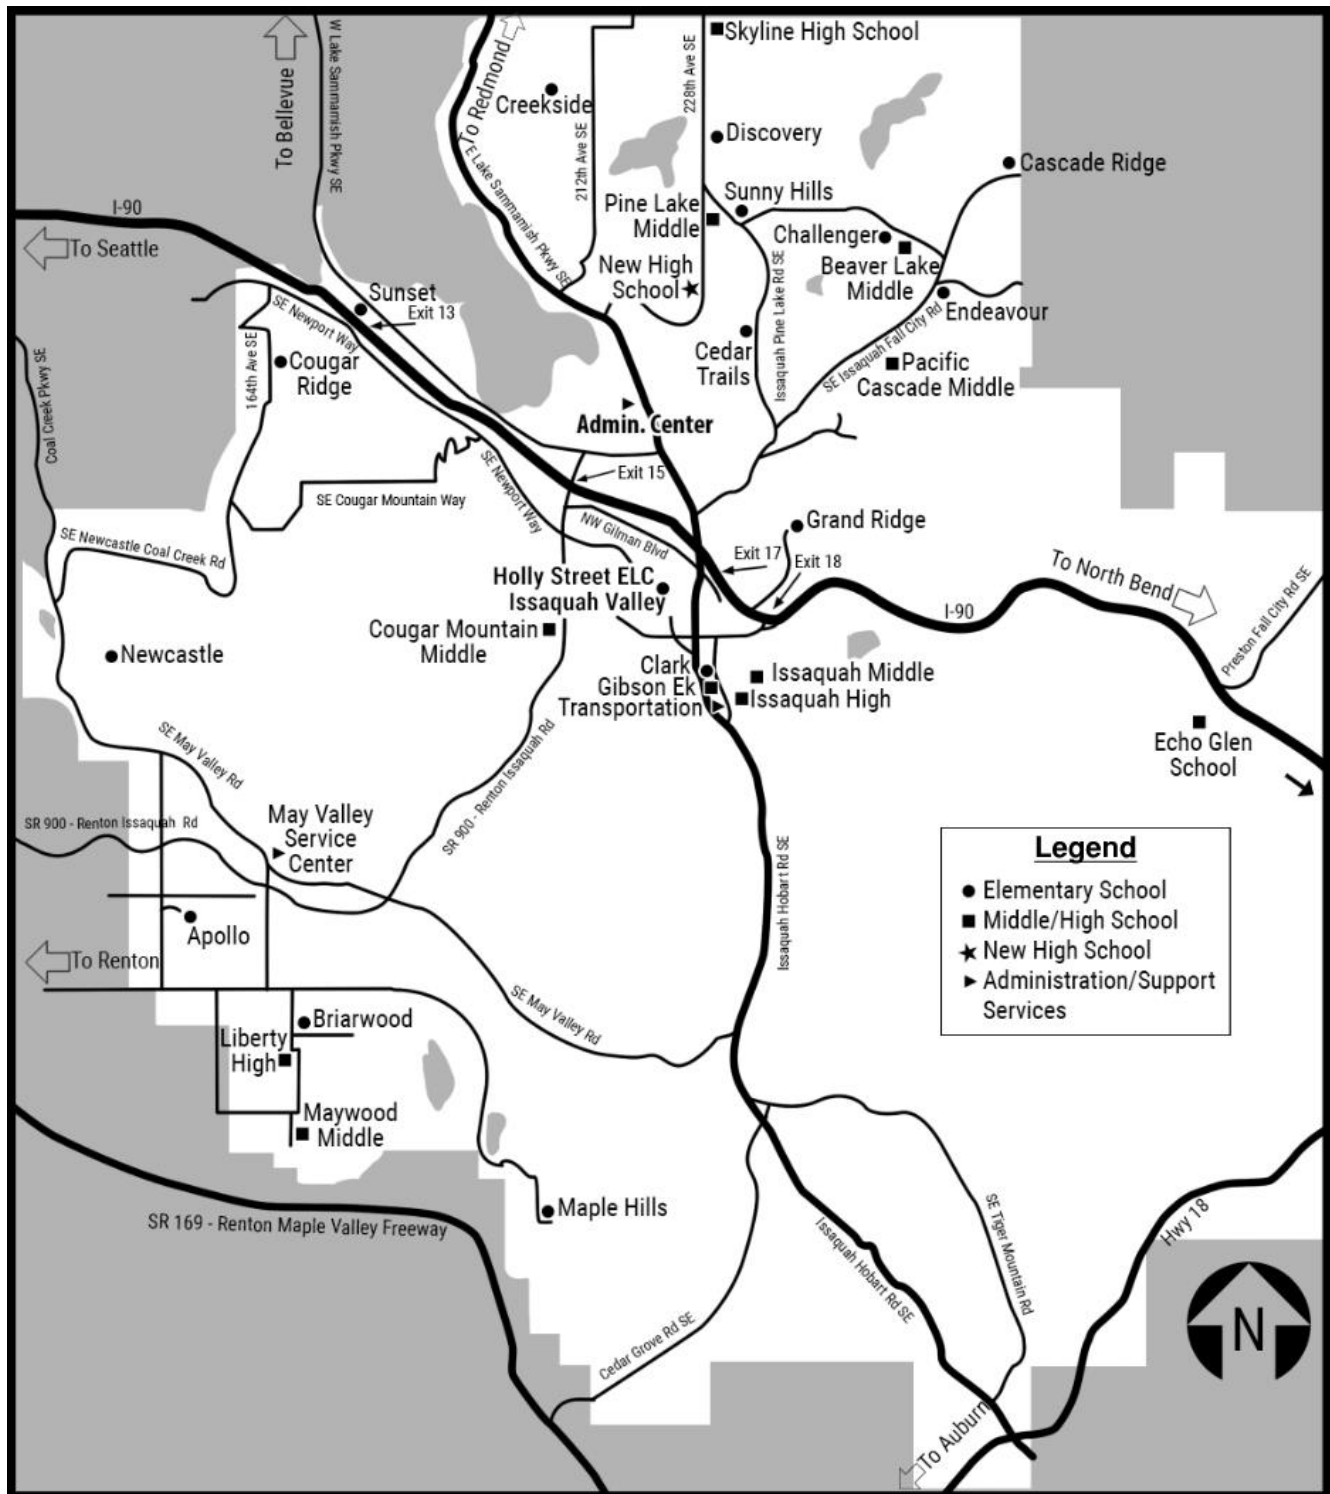 Skyline High School
To Bellevue
W Lake Sammamish Pkwy SE
To Redmond
E Lake Sammamish Pkwy SE
Creekside
212th Ave SE
228th Ave SE
Discovery
Cascade Ridge
Sunny Hills
Pine Lake
Middle
I-90
To Seattle
Challenger
Beaver Lake
Middle
New High
School
Issaquah Pine Lake Rd SE
Endeavour
Sunset
Exit 13
SE Newport Way
164th Ave SE
Cougar
Ridge
Cedar
Trails
SE Issaquah Fall City Rd
Pacific
Cascade Middle
Coal Creek Pkwy SE
Admin. Center
Exit 15
SE Newport Way
SE Cougar Mountain Way
NW Gilman Blvd
Grand Ridge
SE Newcastle Coal Creek Rd
Exit 17
Exit 18
To North Bend
Holly Street ELC
Issaquah Valley
I-90
Preston Fall City Rd SE
Cougar Mountain
Middle
Newcastle
Clark
Gibson Ek
Transportation
Issaquah Middle
Issaquah High
Echo Glen
School
SE May Valley Rd
SR 900 - Renton Issaquah Rd
SR 900 - Renton Issaquah Rd
May Valley
Service
Center
Issaquah Hobart Rd SE
Legend
Elementary School
Middle/High School
New High School
Administration/Support
Services
Apollo
To Renton
SE May Valley Rd
Briarwood
Liberty
High
Maywood
Middle
Maple Hills
SR 169 - Renton Maple Valley Freeway
Issaquah Hobart Rd SE
SE Tiger Mountain Rd
Hwy 18
Cedar Grove Rd SE
N
To Auburn